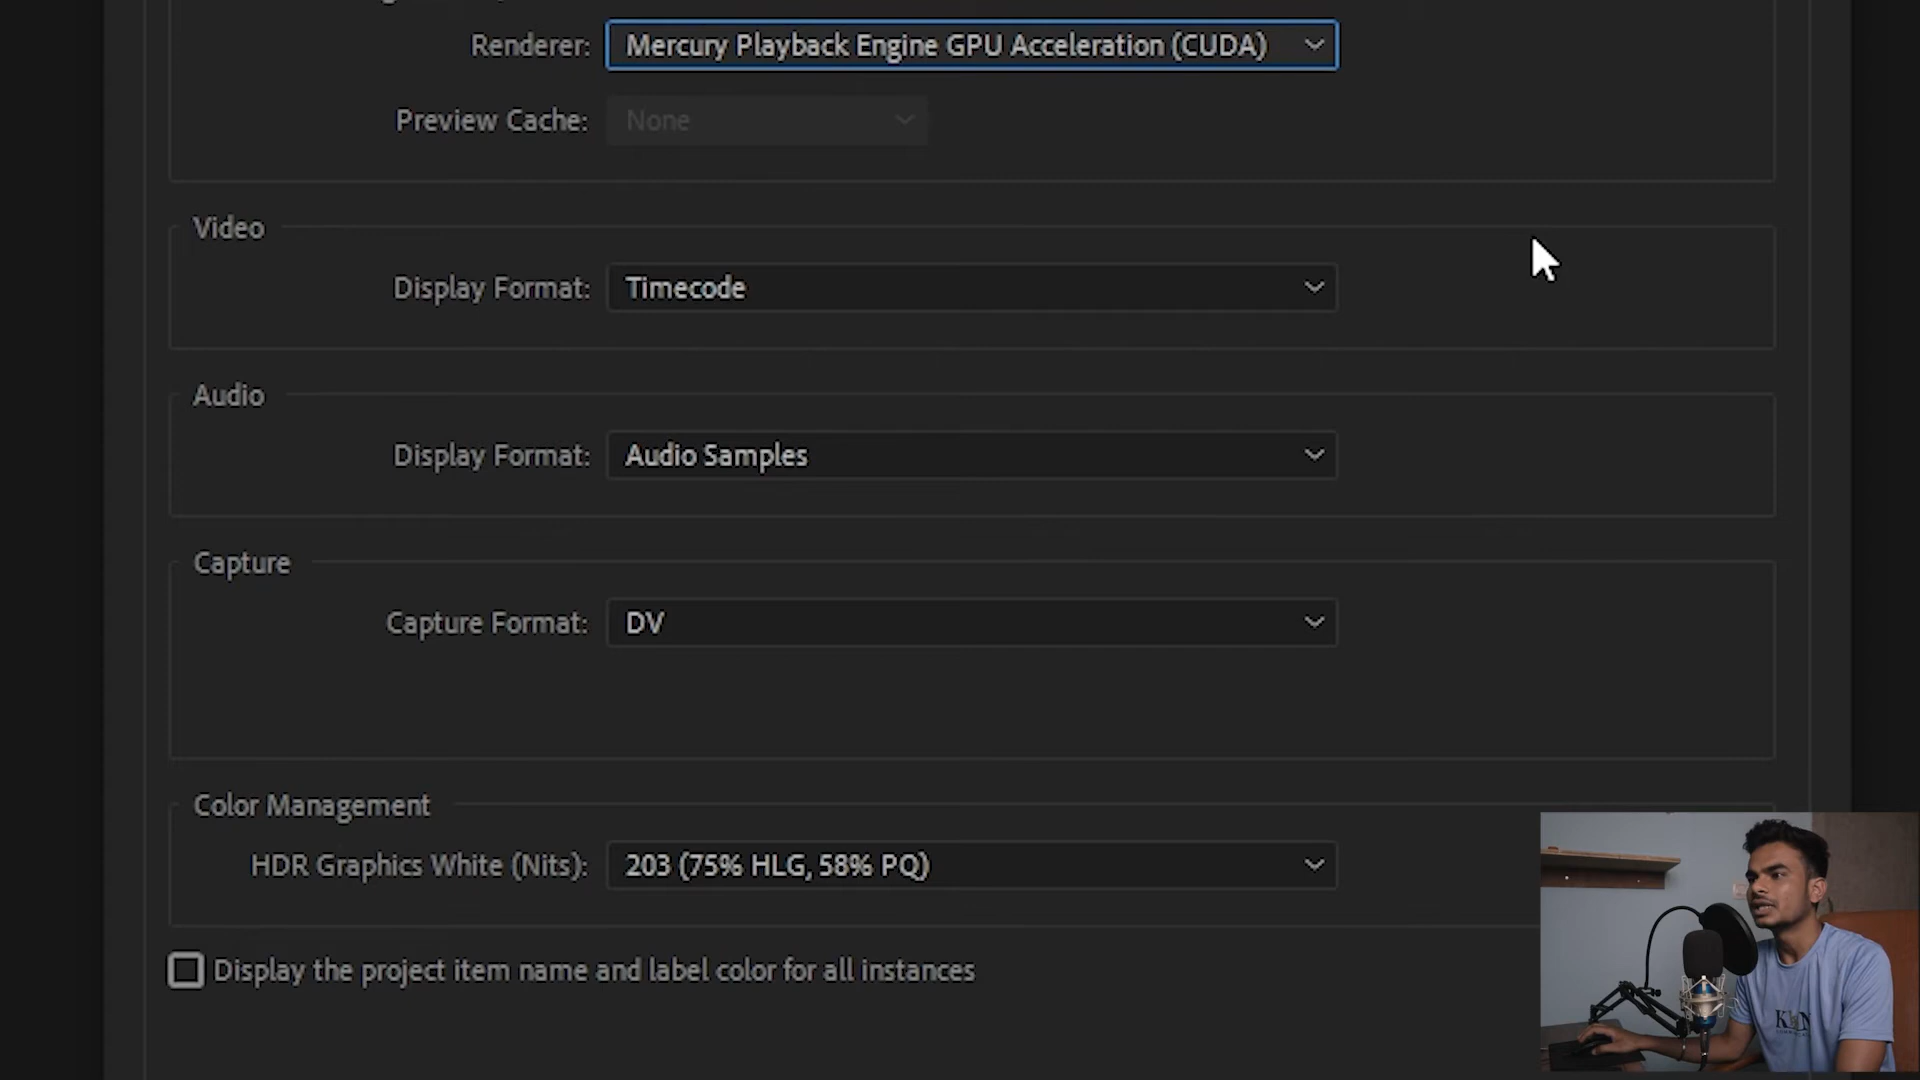 Renderer: Mercury Playback Engine GPU Acceleration (CUDA)
Preview Cache: None
Video
Display Format: Timecode
Audio
Display Format: Audio Samples
Capture
Capture Format: DV
Color Management
HDR Graphics White (Nits): 203 (75% HLG, 58% PQ)
Display the project item name and label color for all instances